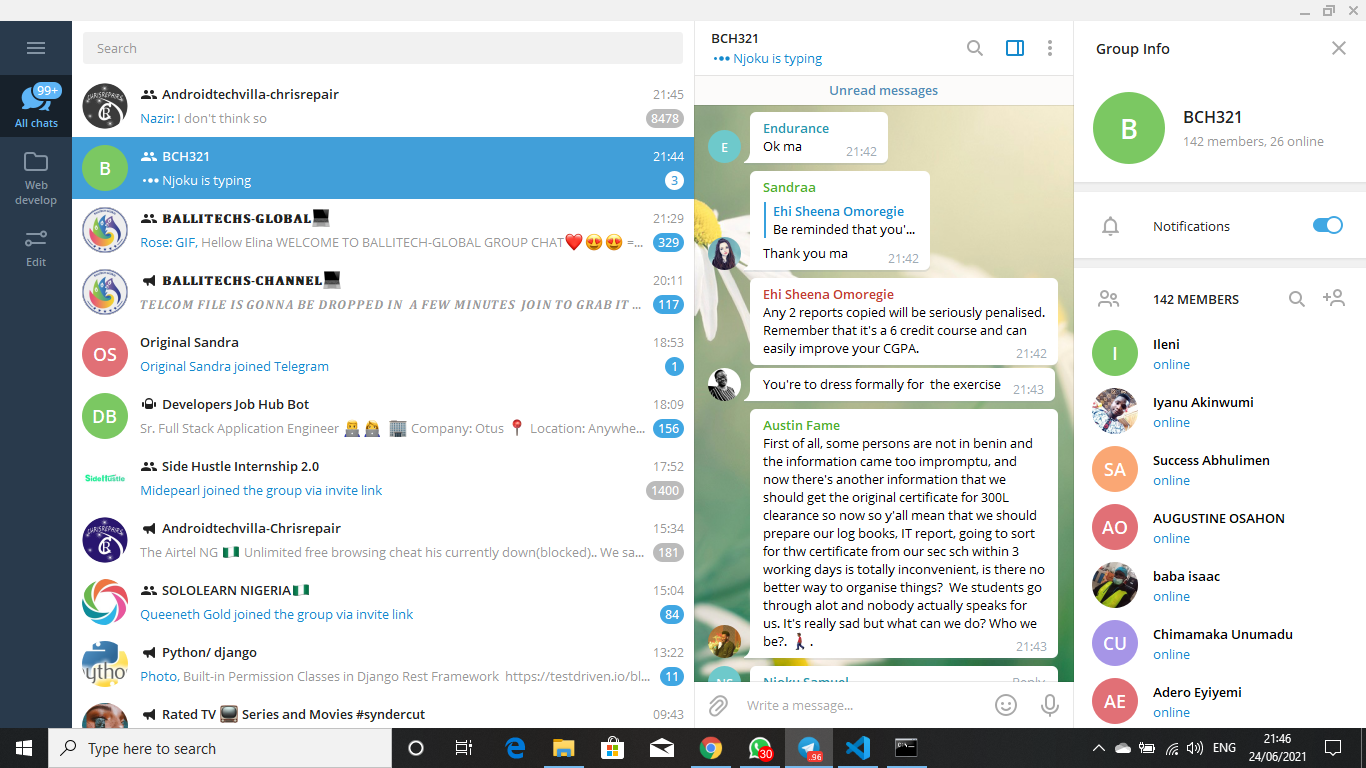 Search
99+
All chats
Web
develop
Edit
Androidtechvilla-chrisrepair 21:45
Nazir: I don't think so 8478
B BCH321 21:44
Njoku is typing 3
BALLITECHS-GLOBAL💻 21:29
Rose: GIF, Hellow Elina WELCOME TO BALLITECH-GLOBAL GROUP CHAT❤️😍😍 =... 329
BALLITECHS-CHANNEL💻 20:11
TELCOM FILE IS GONNA BE DROPPED IN A FEW MINUTES JOIN TO GRAB IT ... 117
OS Original Sandra 18:53
Original Sandra joined Telegram 1
DB Developers Job Hub Bot 18:09
Sr. Full Stack Application Engineer 👨‍💻👩‍💻 🏢 Company: Otus 📍 Location: Anywhe... 156
SideHustle Side Hustle Internship 2.0 17:52
Midepearl joined the group via invite link 1400
Androidtechvilla-Chrisrepair 15:34
The Airtel NG 🇳🇬 Unlimited free browsing cheat his currently down(blocked).. We sa... 181
SOLOLEARN NIGERIA🇳🇬 15:04
Queeneth Gold joined the group via invite link 84
Python/ django 13:22
Photo, Built-in Permission Classes in Django Rest Framework https://testdriven.io/bl... 11
Rated TV 📺 Series and Movies #syndercut 09:43
BCH321
Njoku is typing
Unread messages
E
Endurance
Ok ma 21:42
Sandraa
Ehi Sheena Omoregie
Be reminded that you'...
Thank you ma 21:42
Ehi Sheena Omoregie
Any 2 reports copied will be seriously penalised.
Remember that it's a 6 credit course and can
easily improve your CGPA. 21:42
You're to dress formally for the exercise 21:43
Austin Fame
First of all, some persons are not in benin and
the information came too impromptu, and
now there's another information that we
should get the original certificate for 300L
clearance so now so y'all mean that we should
prepare our log books, IT report, going to sort
for thw certificate from our sec sch within 3
working days is totally inconvenient, is there no
better way to organise things? We students go
through alot and nobody actually speaks for
us. It's really sad but what can we do? Who we
be?. 🚶. 21:43
NS Njoku Samuel Reply
Write a message...
Group Info
B BCH321
142 members, 26 online
Notifications
142 MEMBERS
I Ileni
online
Iyanu Akinwumi
online
SA Success Abhulimen
online
AO AUGUSTINE OSAHON
online
baba isaac
online
CU Chimamaka Unumadu
online
AE Adero Eyiyemi
online
Type here to search
30
..96
ENG
21:46
24/06/2021